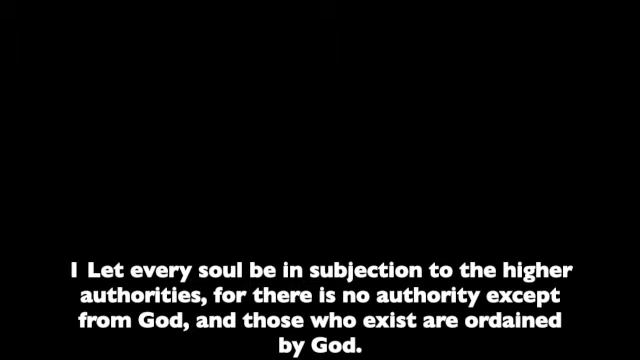 1 Let every soul be in subjection to the higher
authorities, for there is no authority except
from God, and those who exist are ordained
by God.